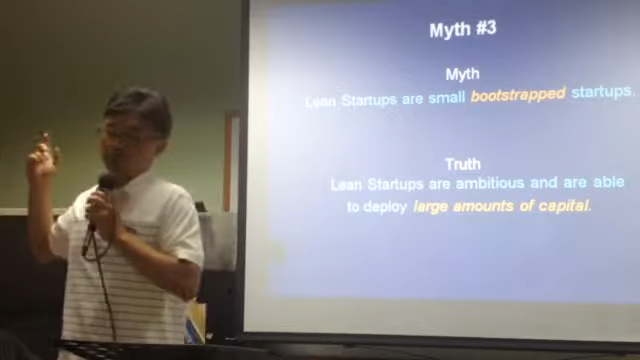 Myth #3
Myth
Lean Startups are small bootstrapped startups.
Truth
Lean Startups are ambitious and are able
to deploy large amounts of capital.